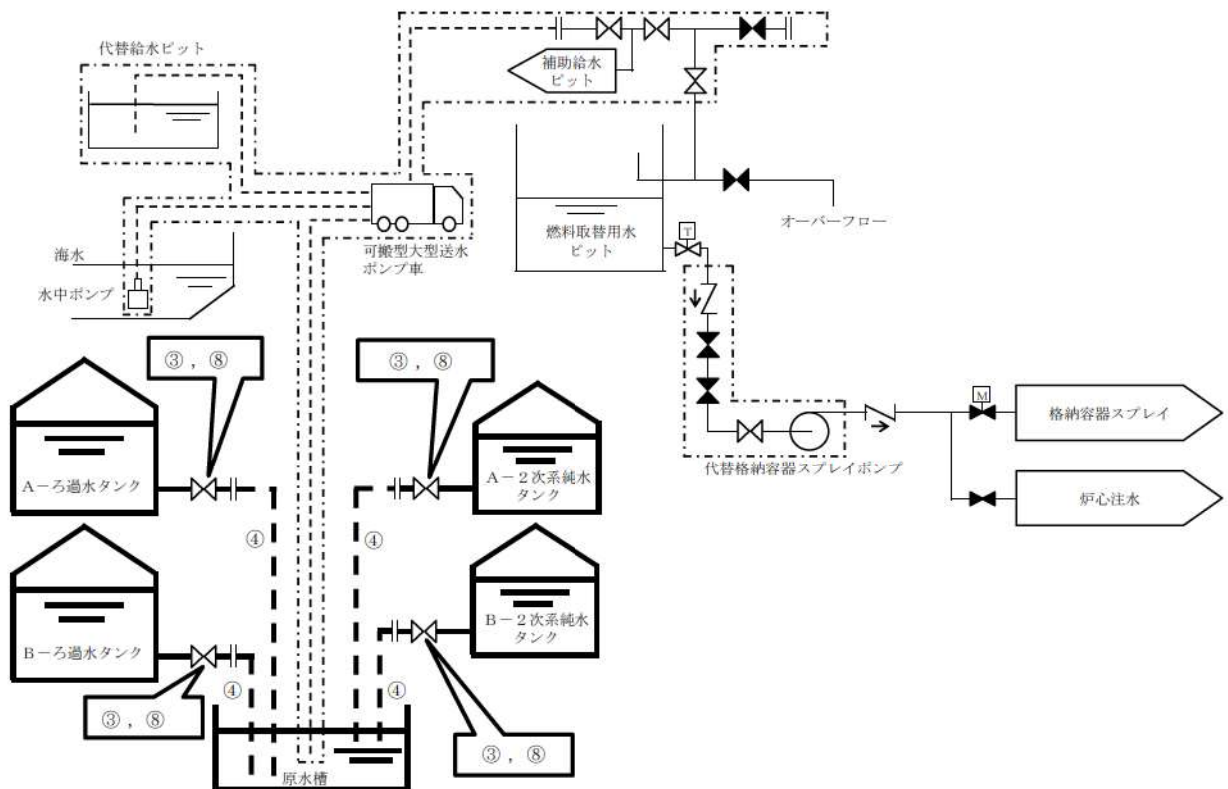 代替給水ピット
補助給水
ピット
オーバーフロー
燃料取替用水
ピット
T
可搬型大型送水
ポンプ車
海水
水中ポンプ
③，⑧
③，⑧
M
格納容器スプレイ
代替格納容器スプレイポンプ
炉心注水
A－ろ過水タンク
A－２次系純水
タンク
④
④
B－ろ過水タンク
B－２次系純水
タンク
④
④
③，⑧
③，⑧
原水槽